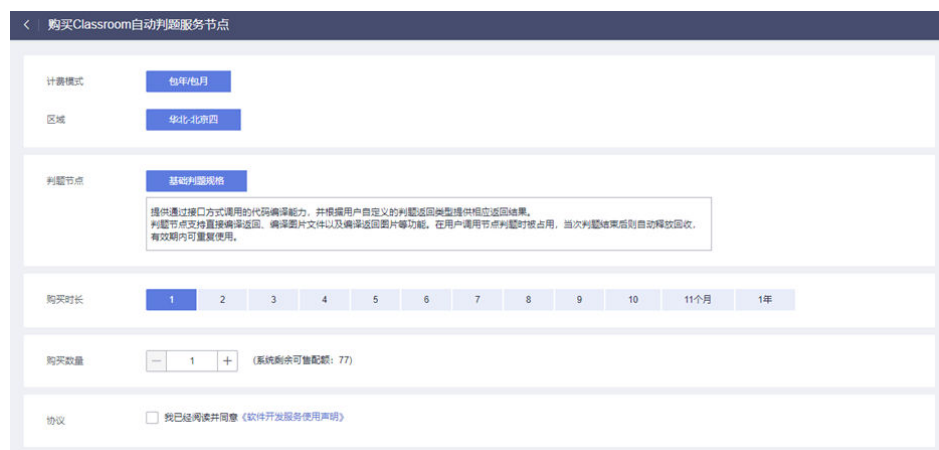 购买Classroom自动判题服务节点
计费模式 包年/包月
区域 华北-北京四
判题节点 基础判题规格
提供通过接口方式调用的代码编译能力，并根据用户自定义的判题返回类型提供相应返回结果。
判题节点支持直接编译返回、编译图片文件以及编译返回图片等功能。在用户调用节点判题时被占用，当次判题结束后则自动释放回收，
有效期内可重复使用。
购买时长 1 2 3 4 5 6 7 8 9 10 11个月 1年
购买数量 1 (系统剩余可售配额：77)
协议 我已经阅读并同意《软件开发服务使用声明》